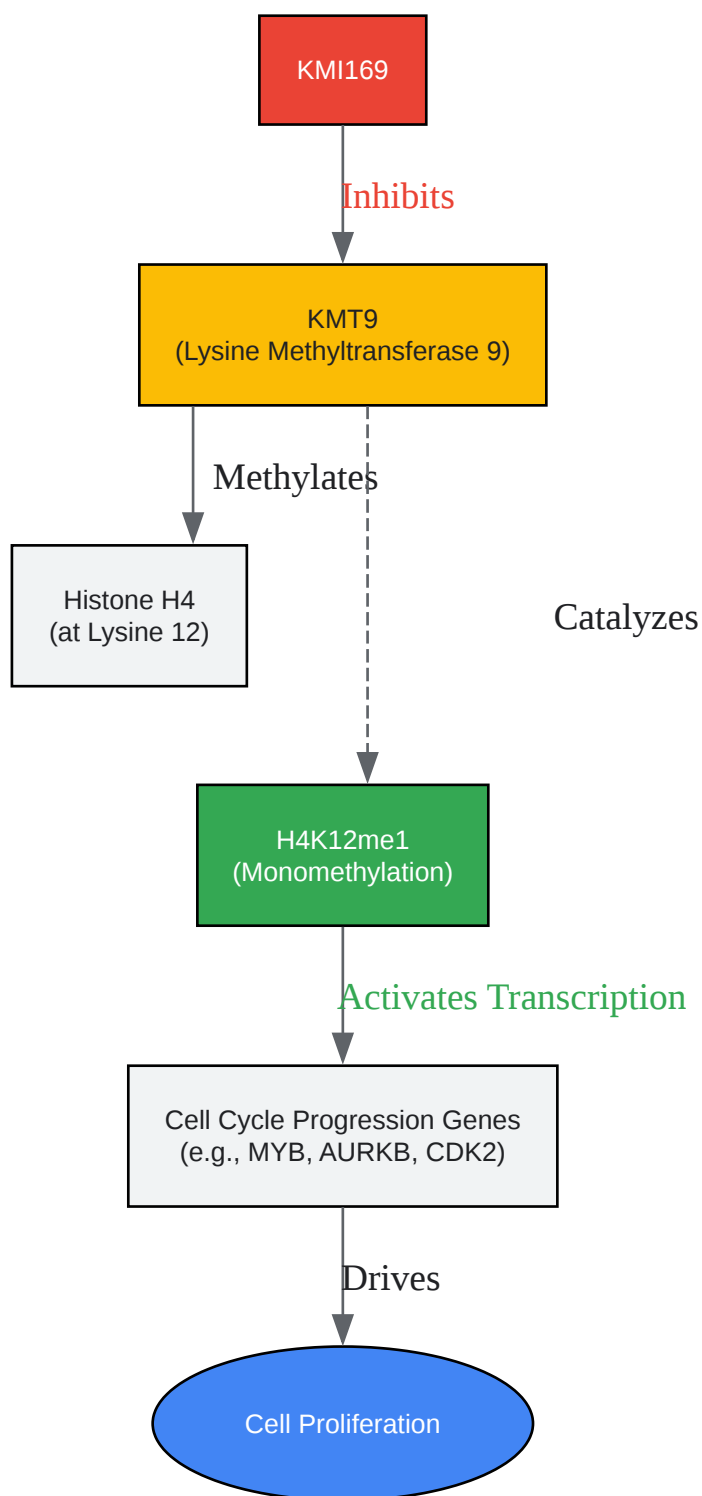 KMI169
Inhibits
KMT9
(Lysine Methyltransferase 9)
Methylates
Histone H4
(at Lysine 12)
Catalyzes
H4K12me1
(Monomethylation)
Activates Transcription
Cell Cycle Progression Genes
(e.g., MYB, AURKB, CDK2)
Drives
Cell Proliferation